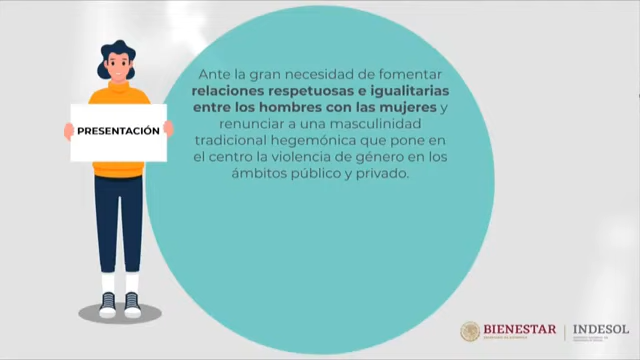 PRESENTACIÓN
Ante la gran necesidad de fomentar
relaciones respetuosas e igualitarias
entre los hombres con las mujeres y
renunciar a una masculinidad
tradicional hegemónica que pone en
el centro la violencia de género en los
ámbitos público y privado.
BIENESTAR
INDESOL